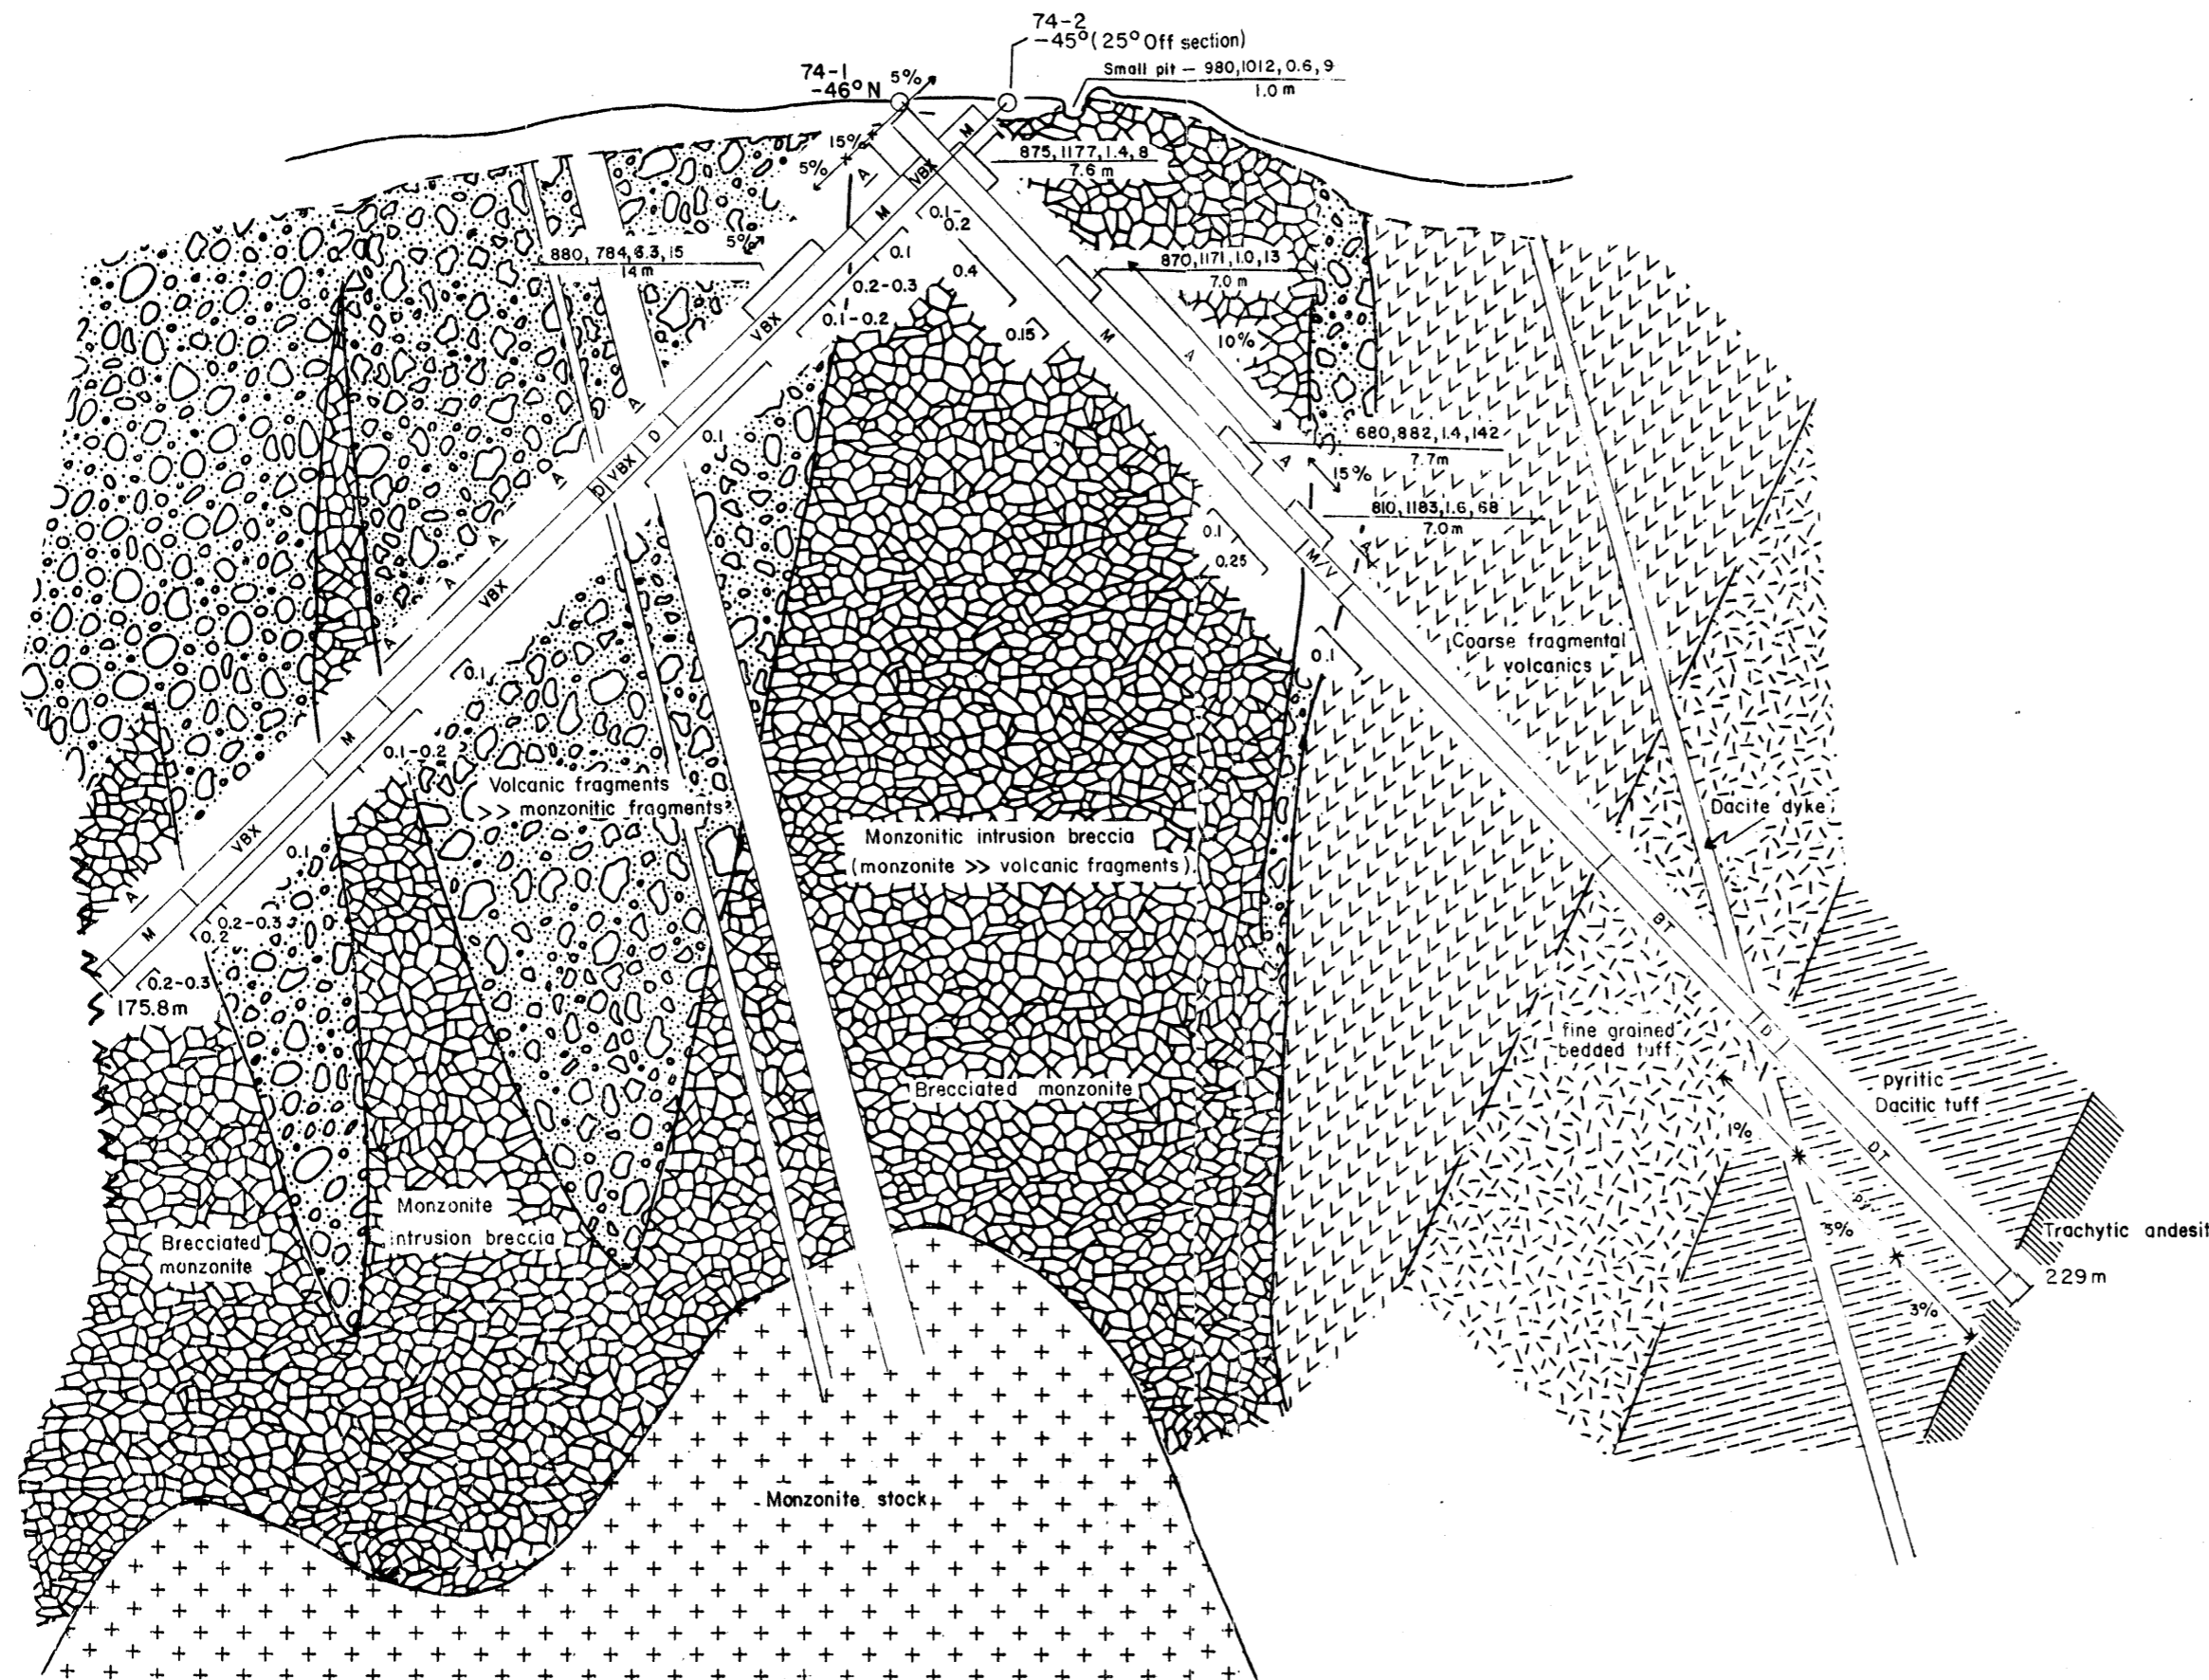 74-2
-45° (25° Off section)
Small pit - 980,1012, 0.6, 9
1.0 m
74-1
-46° N
5%
15%
5%
A
M
VBX
M
875,1177,1.4, 8
7.6 m
0.1-
0.2
5%
880, 784, 6.3, 15
14 m
0.1
0.4
0.2-0.3
0.1-0.2
0.15
870,1171,1.0,13
7.0 m
VBX
M
A
10%
A
D
0.1
680,882,1.4,142
7.7m
A
VBX
D
A
15%
810,1183,1.6, 68
7.0m
A
0.1
0.25
M/V
A
A
VBX
A
Coarse fragmental
volcanics
0.1
0.1
M
0.1-0.2
Volcanic fragments
(>> monzonitic fragments?
Monzonitic intrusion breccia
(monzonite >> volcanic fragments)
Dacite dyke
VBX
0.1
A
M
0.2-0.3
0.2
0.2-0.3
175.8m
BT
D
fine grained
bedded tuff
Brecciated monzonite
pyritic
Dacitic tuff
1%
DT
Py
5%
3%
Monzonite
intrusion breccia
Brecciated
monzonite
Trachytic andesit
229 m
Monzonite stock